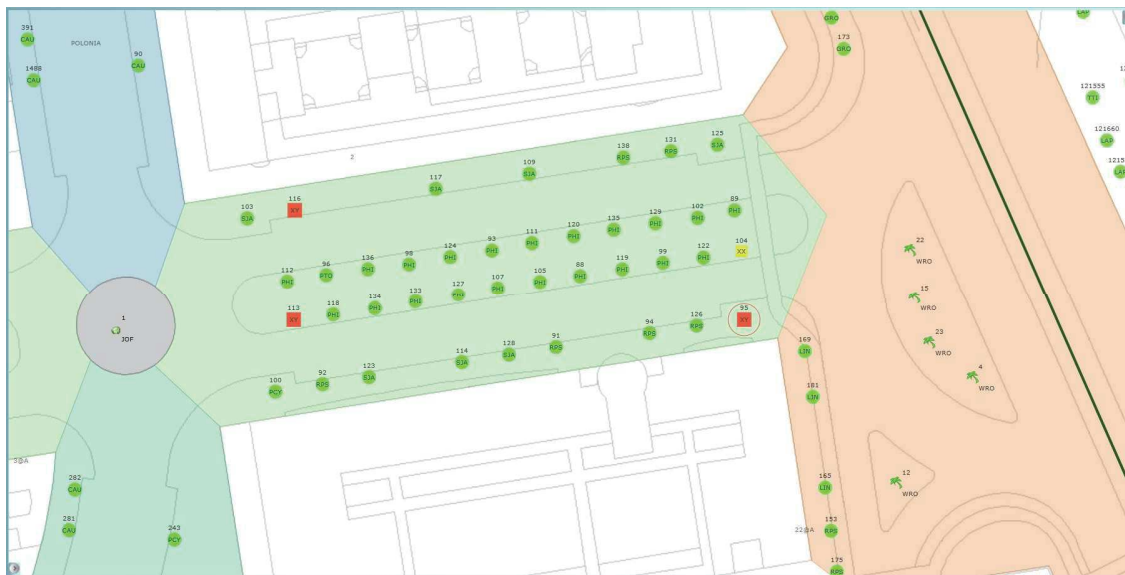 GRO
391
CAU
POLONIA
173
GRO
90
CAU
1488
CAU
LAP
121555
TTI
121660
LAP
2
138
RPS
131
RPS
125
SJA
109
SJA
117
SJA
103
SJA
116
XY
112
PHI
96
PTO
136
PHI
98
PHI
124
PHI
93
PHI
111
PHI
120
PHI
135
PHI
129
PHI
102
PHI
89
PHI
104
XX
113
XY
118
PHI
134
PHI
133
PHI
127
PHI
107
PHI
105
PHI
88
PHI
119
PHI
99
PHI
122
PHI
22
WRO
15
WRO
23
WRO
4
WRO
1
JOF
100
PCY
92
RPS
123
SJA
114
SJA
128
SJA
91
RPS
94
RPS
126
RPS
95
XY
169
LIN
181
LIN
3@A
282
CAU
281
CAU
243
PCY
165
LIN
12
WRO
22@A
153
RPS
175
RPS